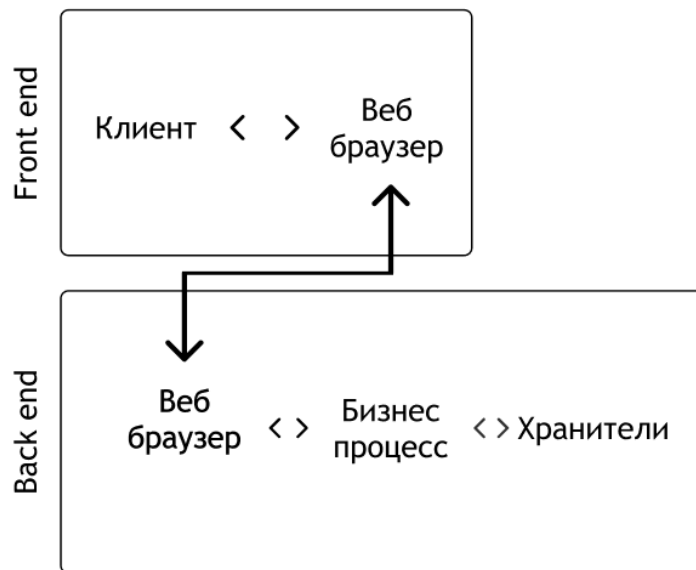 Front end
Клиент < >
Веб
браузер
Back end
Веб
браузер
< >
Бизнес
процесс
< > Хранители